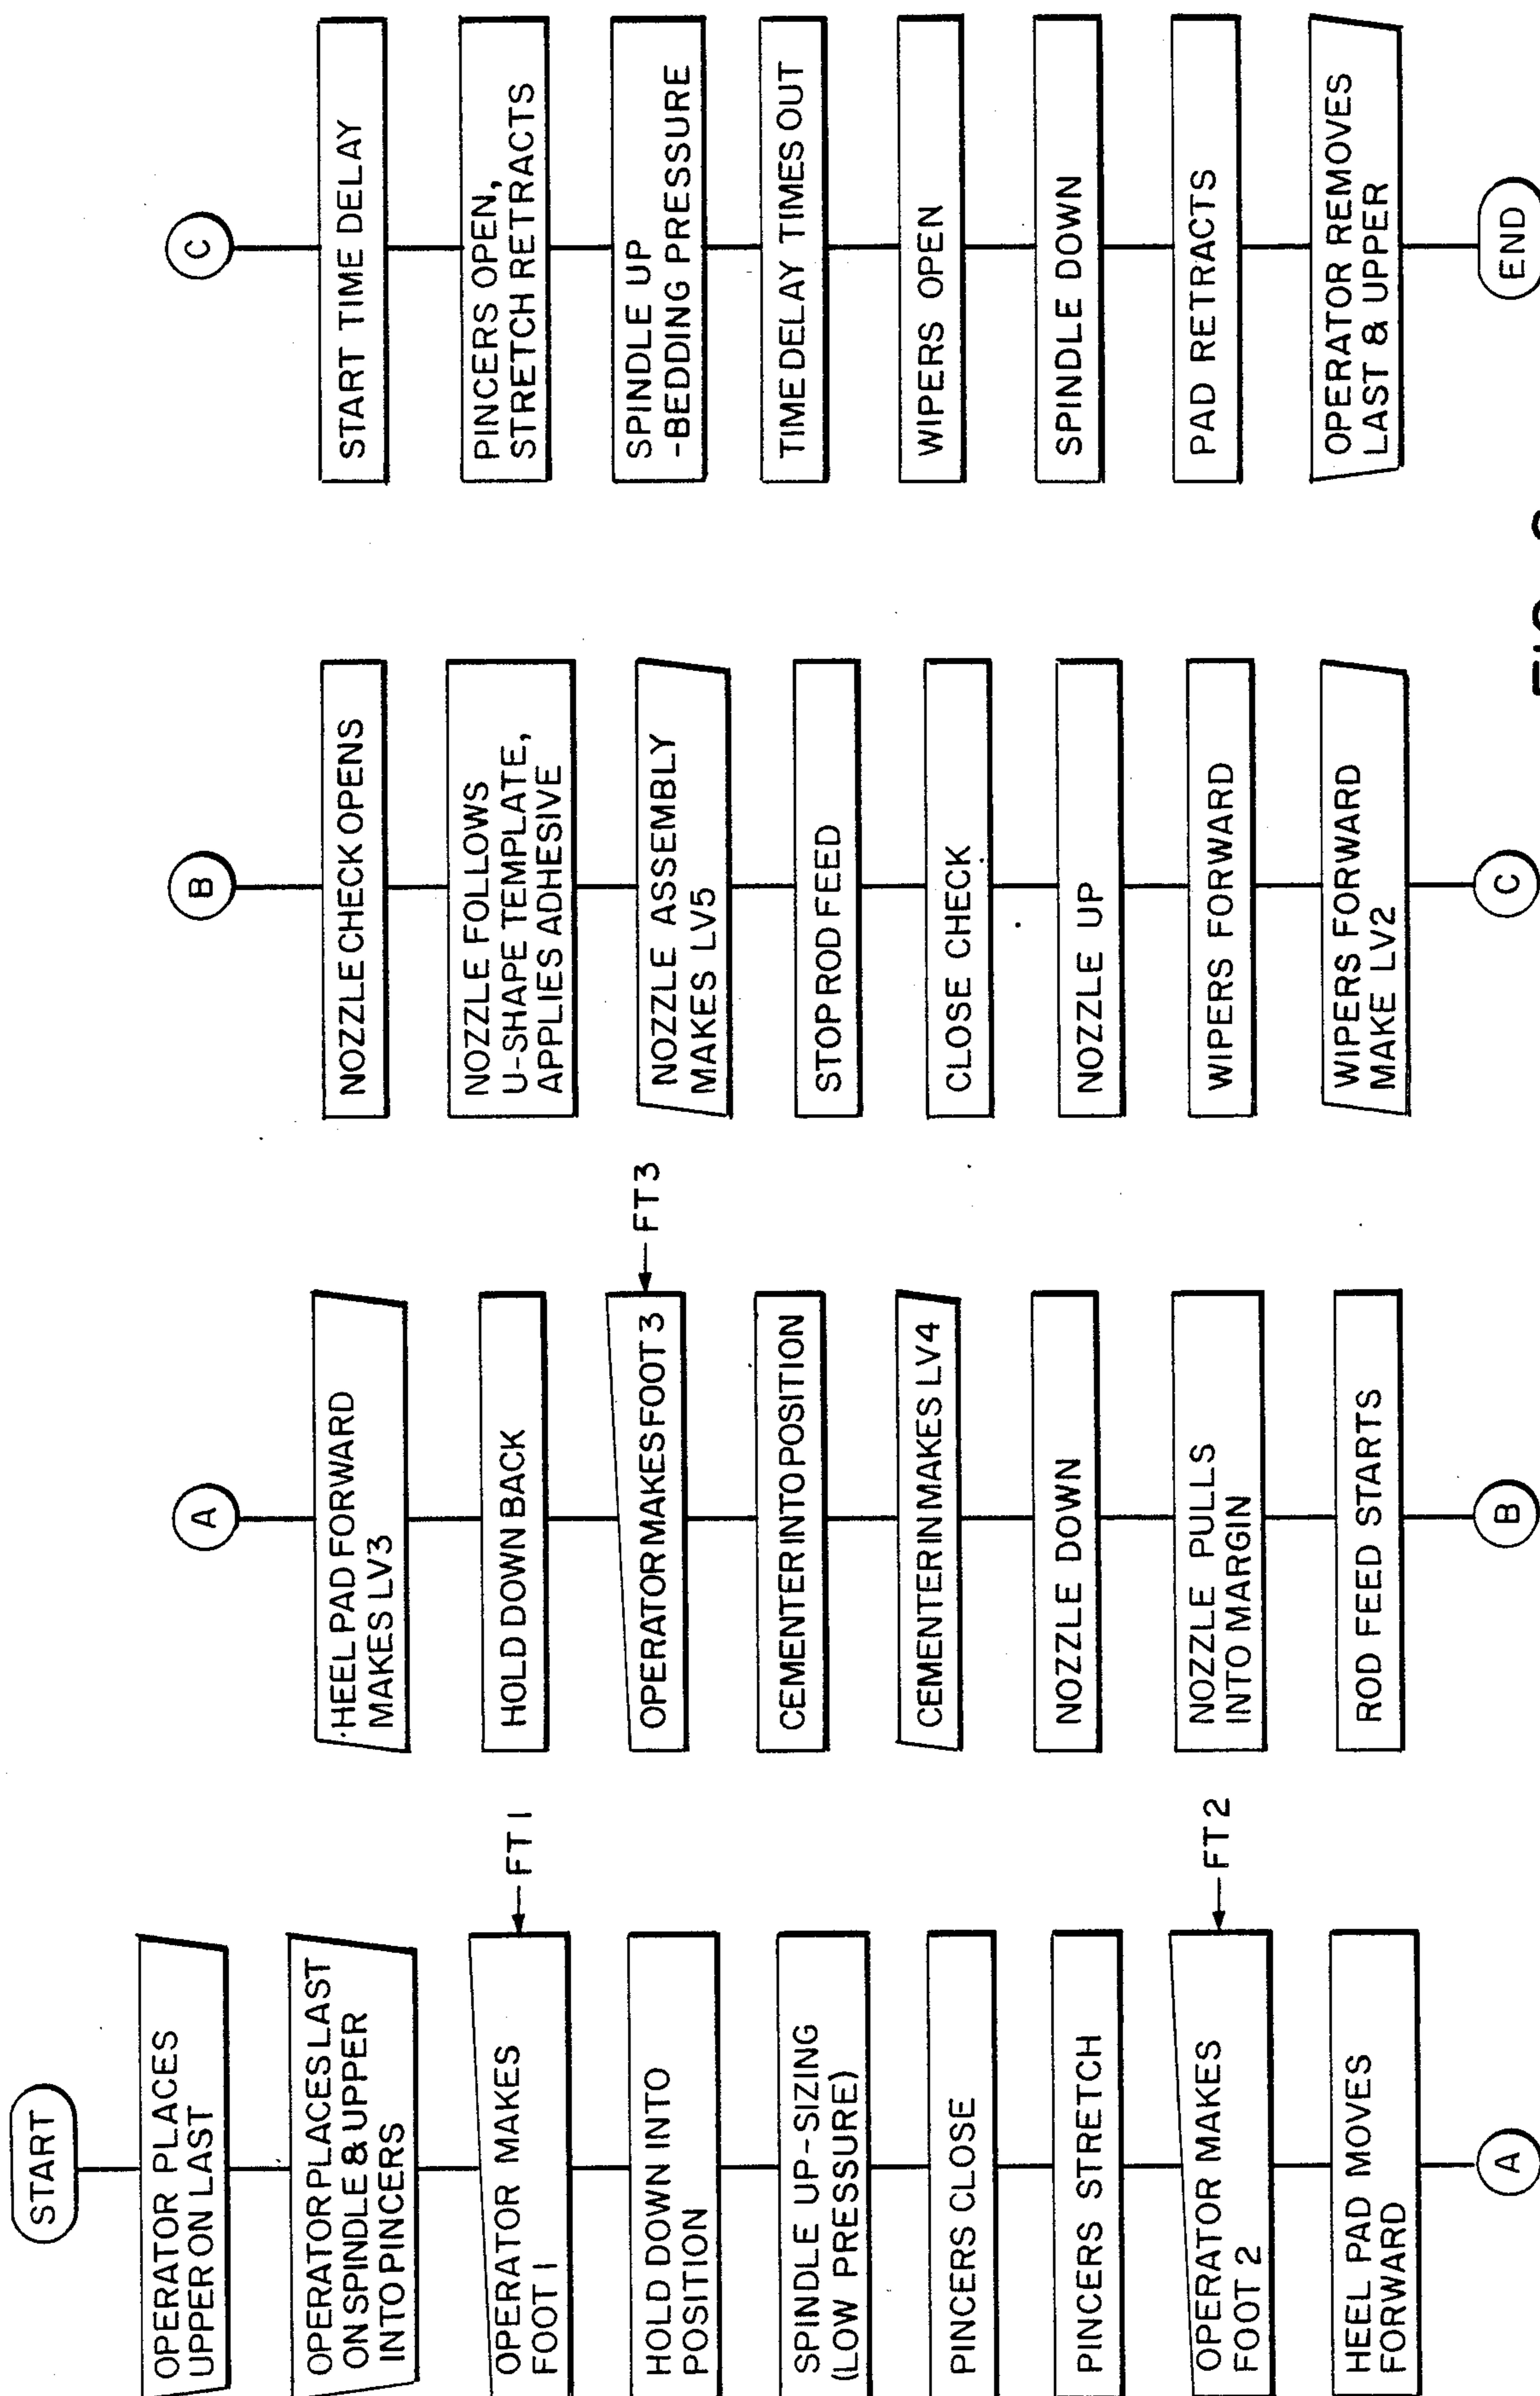 START
OPERATOR PLACES
UPPER ON LAST
OPERATOR PLACES LAST
ON SPINDLE & UPPER
INTO PINCERS
OPERATOR MAKES
FOOT 1
FT 1
HOLD DOWN INTO
POSITION
SPINDLE UP-SIZING
(LOW PRESSURE)
PINCERS CLOSE
PINCERS STRETCH
OPERATOR MAKES
FOOT 2
FT 2
HEEL PAD MOVES
FORWARD
A
A
HEEL PAD FORWARD
MAKES LV3
HOLD DOWN BACK
OPERATOR MAKES FOOT 3
FT3
CEMENTER INTO POSITION
CEMENTER IN MAKES LV4
NOZZLE DOWN
NOZZLE PULLS
INTO MARGIN
ROD FEED STARTS
B
B
NOZZLE CHECK OPENS
NOZZLE FOLLOWS
U-SHAPE TEMPLATE,
APPLIES ADHESIVE
NOZZLE ASSEMBLY
MAKES LV5
STOP ROD FEED
CLOSE CHECK
NOZZLE UP
WIPERS FORWARD
WIPERS FORWARD
MAKE LV2
C
C
START TIME DELAY
PINCERS OPEN,
STRETCH RETRACTS
SPINDLE UP
-BEDDING PRESSURE
TIME DELAY TIMES OUT
WIPERS OPEN
SPINDLE DOWN
PAD RETRACTS
OPERATOR REMOVES
LAST & UPPER
END